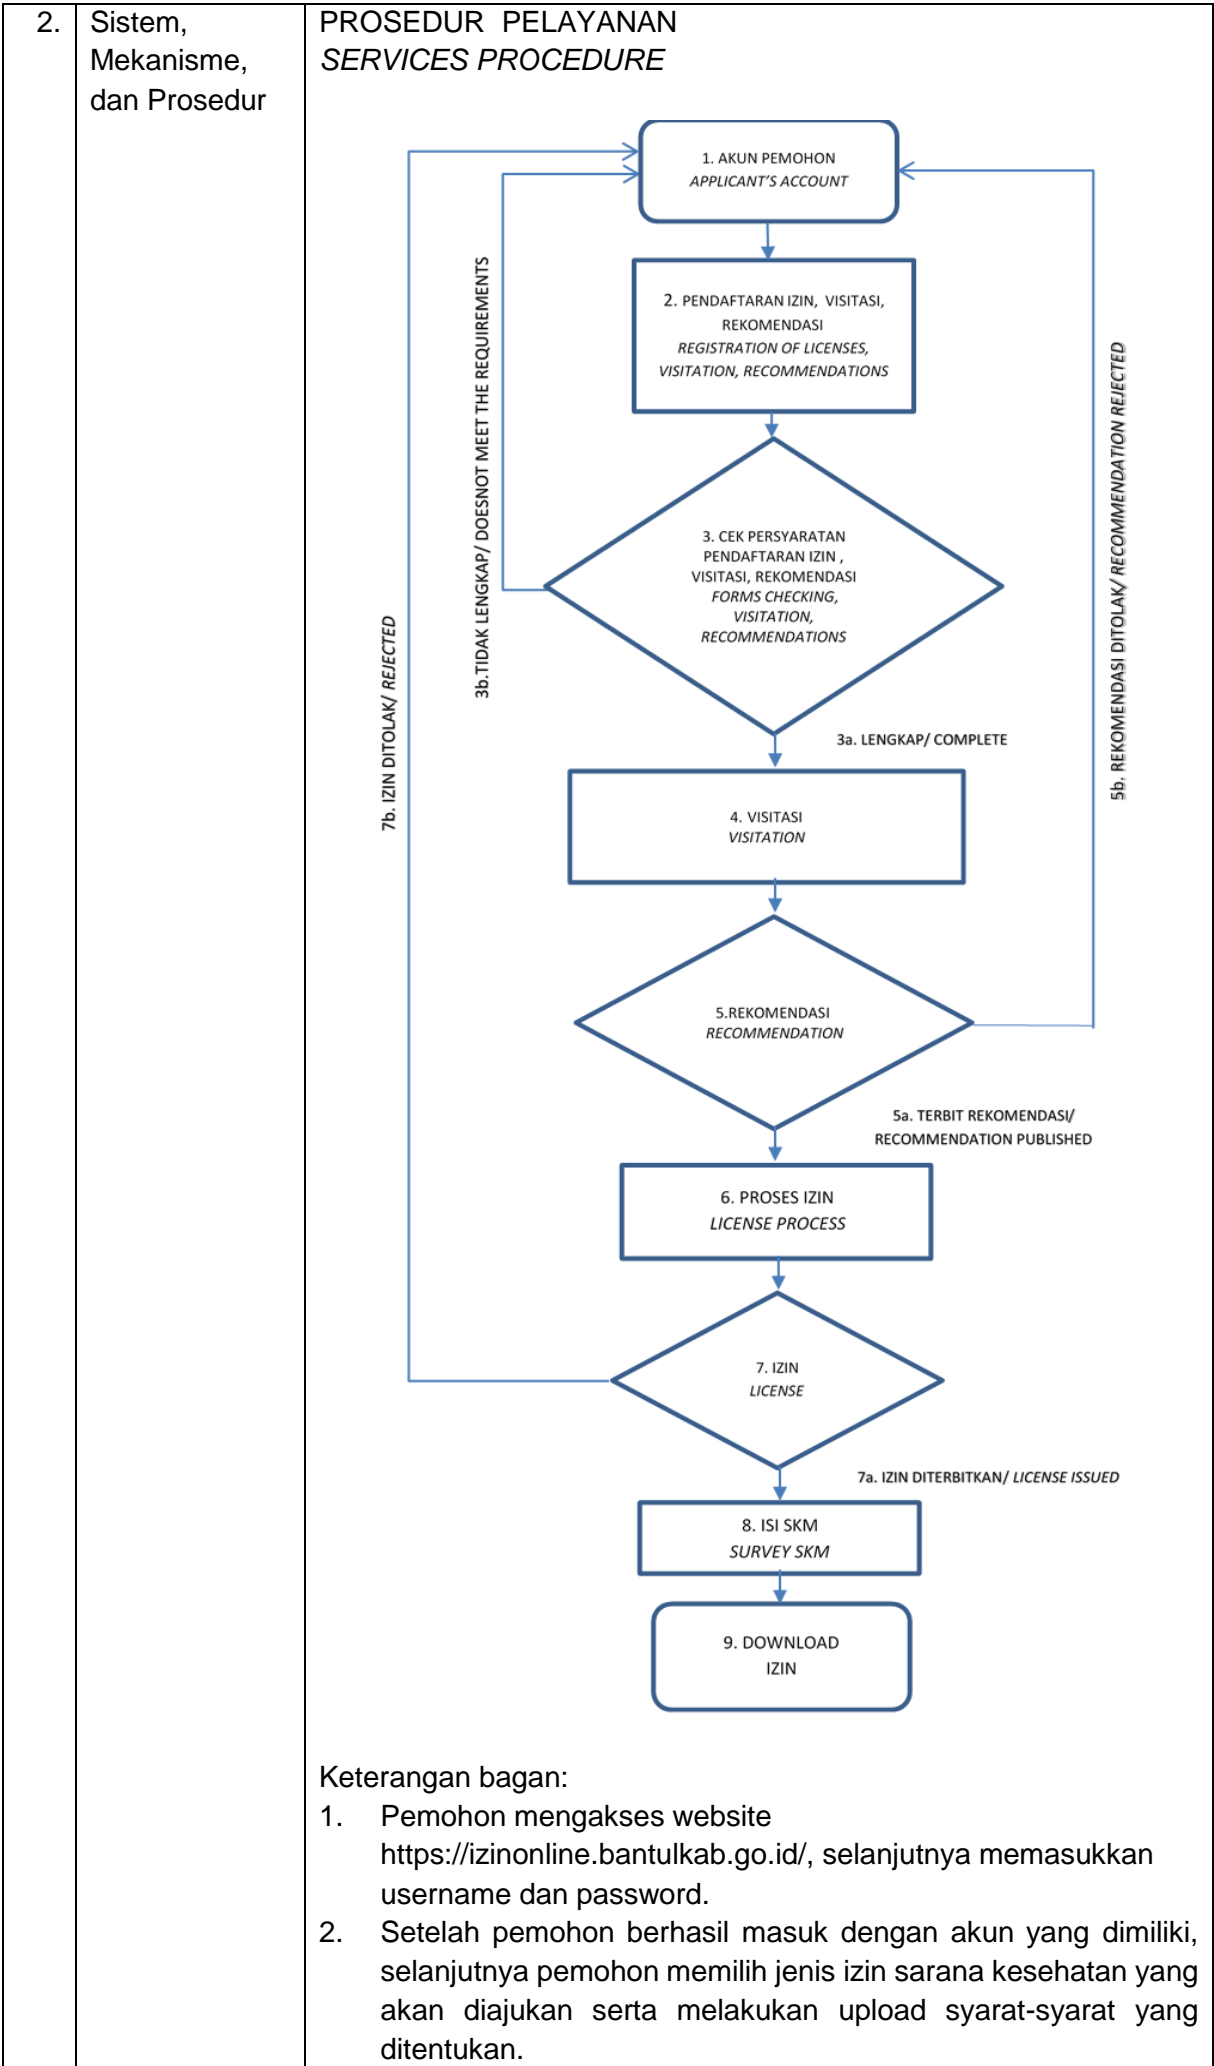 2.
Sistem,
Mekanisme,
dan Prosedur
PROSEDUR PELAYANAN
SERVICES PROCEDURE
1. AKUN PEMOHON
APPLICANT'S ACCOUNT
2. PENDAFTARAN IZIN, VISITASI,
REKOMENDASI
REGISTRATION OF LICENSES,
VISITATION, RECOMMENDATIONS
3. CEK PERSYARATAN
PENDAFTARAN IZIN ,
VISITASI, REKOMENDASI
FORMS CHECKING,
VISITATION,
RECOMMENDATIONS
3b.TIDAK LENGKAP/ DOESNOT MEET THE REQUIREMENTS
5b. REKOMENDASI DITOLAK/ RECOMMENDATION REJECTED
7b. IZIN DITOLAK/ REJECTED
3a. LENGKAP/ COMPLETE
4. VISITASI
VISITATION
5.REKOMENDASI
RECOMMENDATION
5a. TERBIT REKOMENDASI/
RECOMMENDATION PUBLISHED
6. PROSES IZIN
LICENSE PROCESS
7. IZIN
LICENSE
7a. IZIN DITERBITKAN/ LICENSE ISSUED
8. ISI SKM
SURVEY SKM
9. DOWNLOAD
IZIN
Keterangan bagan:
1. Pemohon mengakses website
https://izinonline.bantulkab.go.id/, selanjutnya memasukkan
username dan password.
2. Setelah pemohon berhasil masuk dengan akun yang dimiliki,
selanjutnya pemohon memilih jenis izin sarana kesehatan yang
akan diajukan serta melakukan upload syarat-syarat yang
ditentukan.